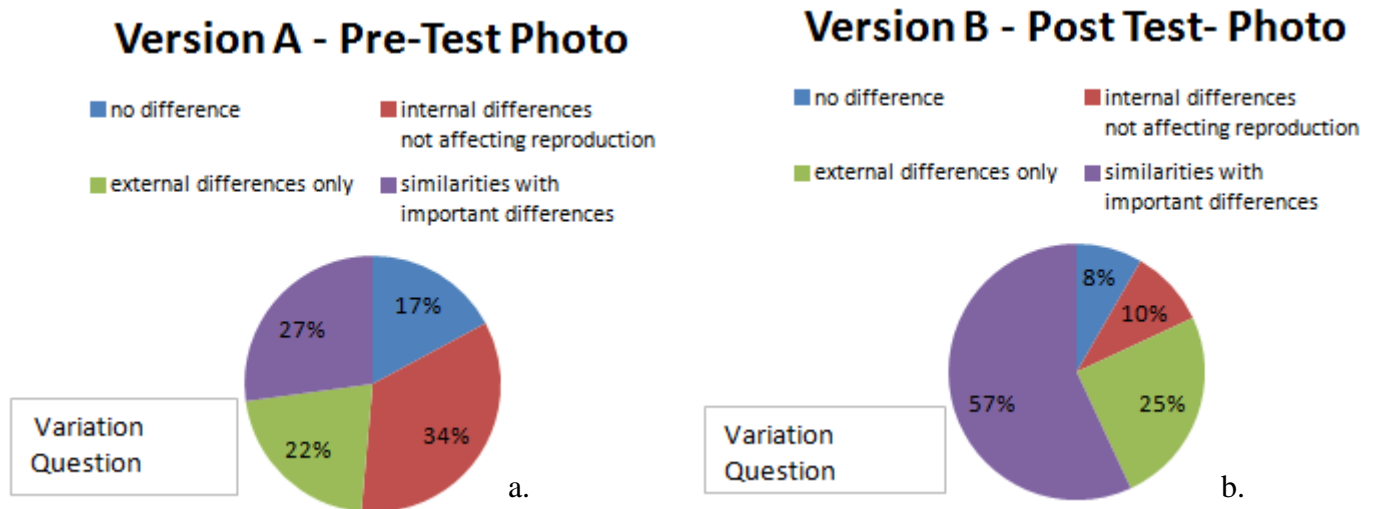 Version A - Pre-Test Photo
no difference
internal differences
not affecting reproduction
external differences only
similarities with
important differences
17%
27%
34%
22%
Variation
Question
a.
Version B - Post Test- Photo
no difference
internal differences
not affecting reproduction
external differences only
similarities with
important differences
8%
10%
57%
25%
Variation
Question
b.